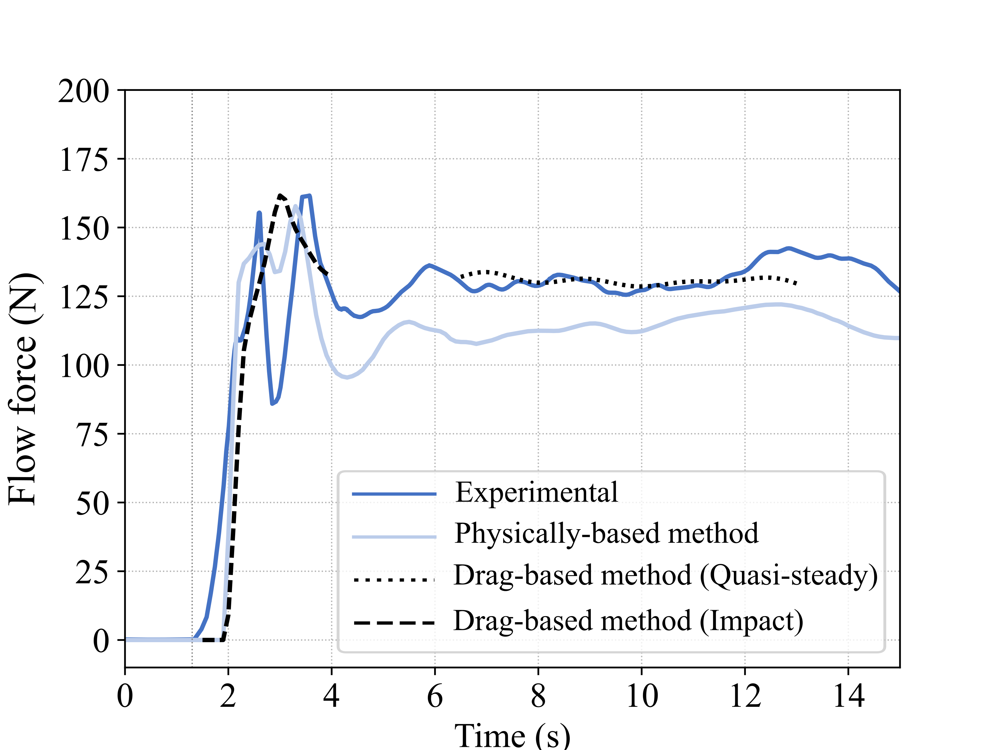 200
175
150
125
100
75
50
25
0
Flow force (N)
Experimental
Physically-based method
Drag-based method (Quasi-steady)
Drag-based method (Impact)
0 2 4 6 8 10 12 14
Time (s)